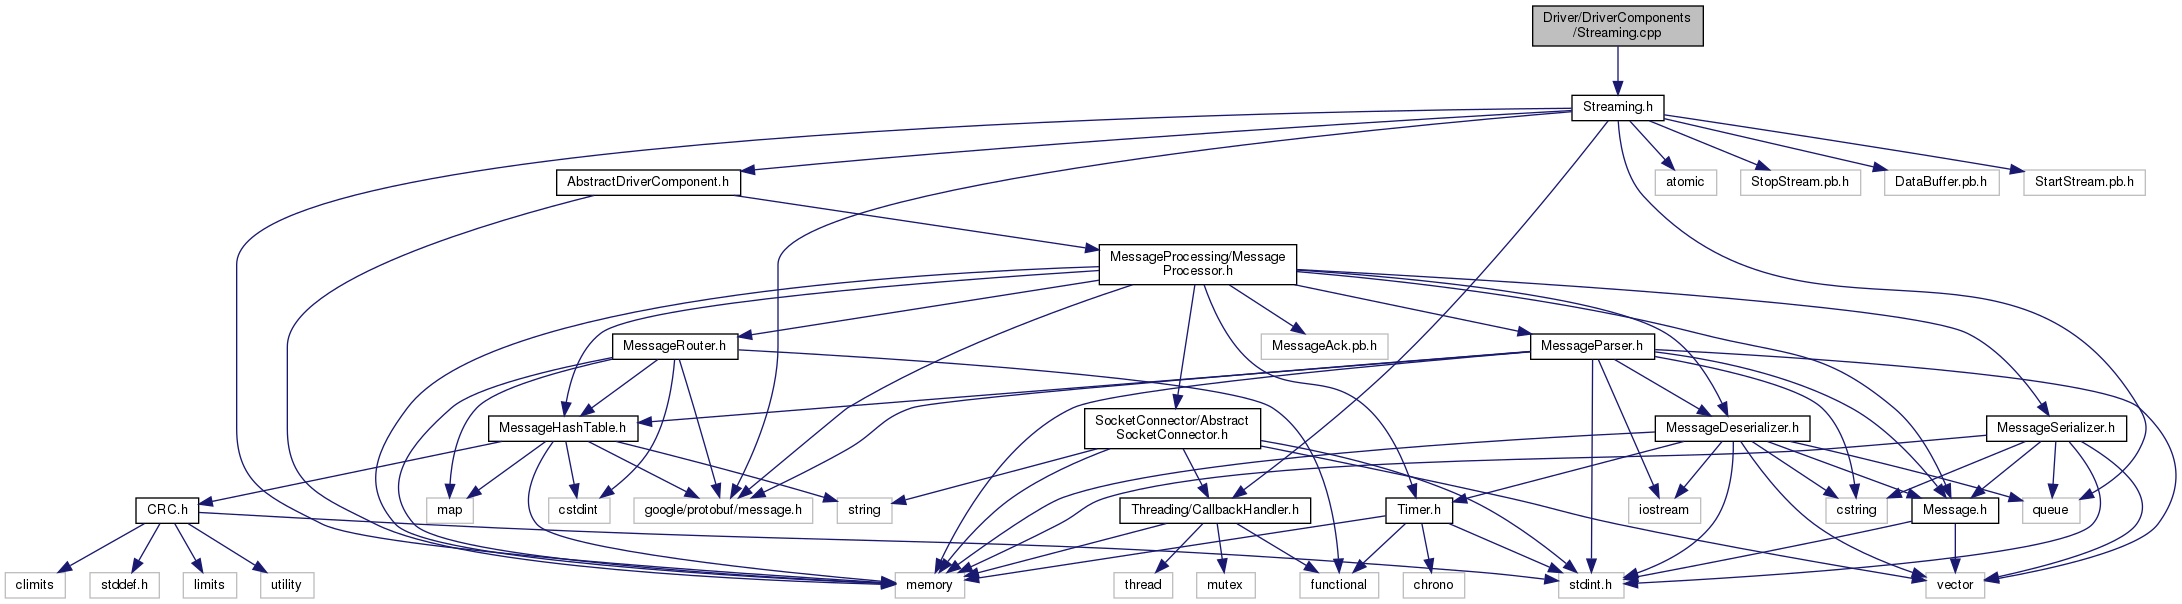 Driver/DriverComponents
/Streaming.cpp
Streaming.h
AbstractDriverComponent.h
atomic
StopStream.pb.h
DataBuffer.pb.h
StartStream.pb.h
MessageProcessing/Message
Processor.h
MessageRouter.h
MessageAck.pb.h
MessageParser.h
MessageHashTable.h
SocketConnector/Abstract
SocketConnector.h
MessageDeserializer.h
MessageSerializer.h
CRC.h
map
cstdint
google/protobuf/message.h
string
Threading/CallbackHandler.h
Timer.h
iostream
cstring
Message.h
queue
climits
stddef.h
limits
utility
memory
thread
mutex
functional
chrono
stdint.h
vector